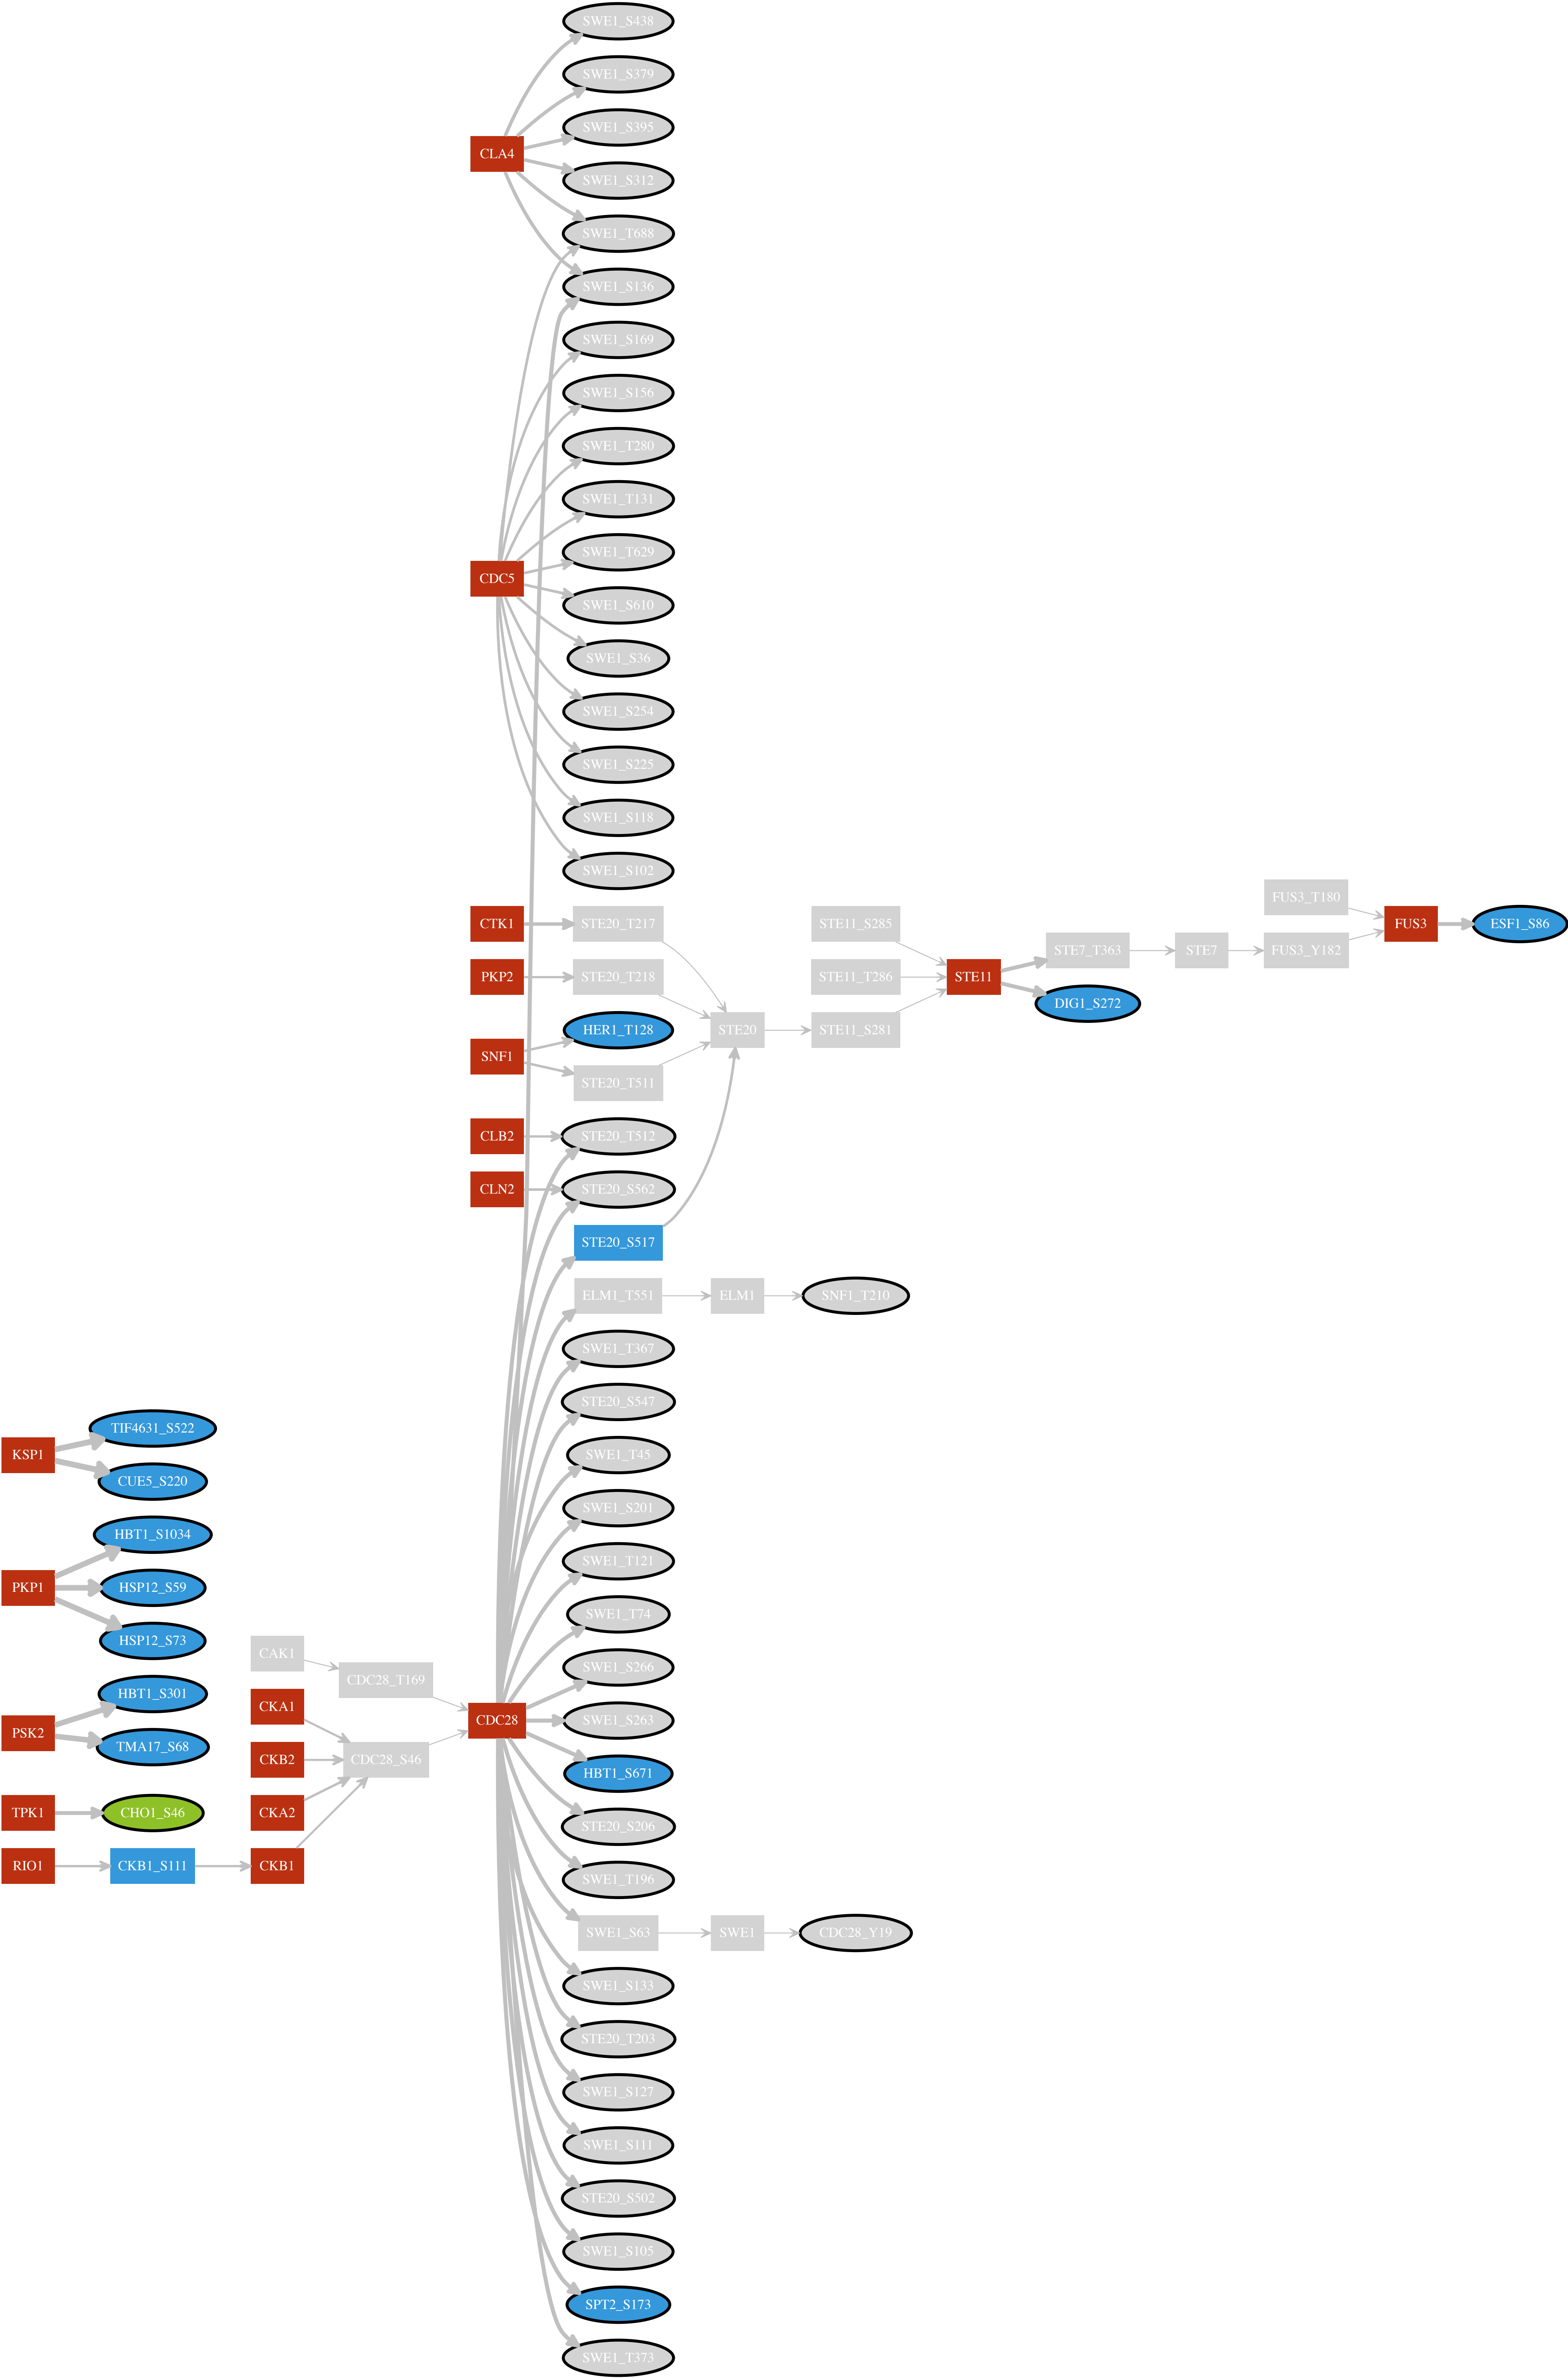 SWE1_S438
SWE1_S379
SWE1_S395
CLA4
SWE1_S312
SWE1_T688
SWE1_S136
SWE1_S169
SWE1_S156
SWE1_T280
SWE1_T131
SWE1_T629
CDC5
SWE1_S610
SWE1_S36
SWE1_S254
SWE1_S225
SWE1_S118
SWE1_S102
FUS3_T180
CTK1
STE20_T217
STE11_S285
FUS3
ESF1_S86
STE7_T363
STE7
FUS3_Y182
PKP2
STE20_T218
STE11_T286
STE11
DIG1_S272
HER1_T128
STE20
STE11_S281
SNF1
STE20_T511
CLB2
STE20_T512
CLN2
STE20_S562
STE20_S517
ELM1_T551
ELM1
SNF1_T210
SWE1_T367
STE20_S547
TIF4631_S522
KSP1
SWE1_T45
CUE5_S220
SWE1_S201
HBT1_S1034
SWE1_T121
PKP1
HSP12_S59
SWE1_T74
HSP12_S73
CAK1
SWE1_S266
CDC28_T169
HBT1_S301
CKA1
CDC28
SWE1_S263
PSK2
TMA17_S68
CKB2
CDC28_S46
HBT1_S671
TPK1
CHO1_S46
CKA2
STE20_S206
RIO1
CKB1_S111
CKB1
SWE1_T196
SWE1_S63
SWE1
CDC28_Y19
SWE1_S133
STE20_T203
SWE1_S127
SWE1_S111
STE20_S502
SWE1_S105
SPT2_S173
SWE1_T373